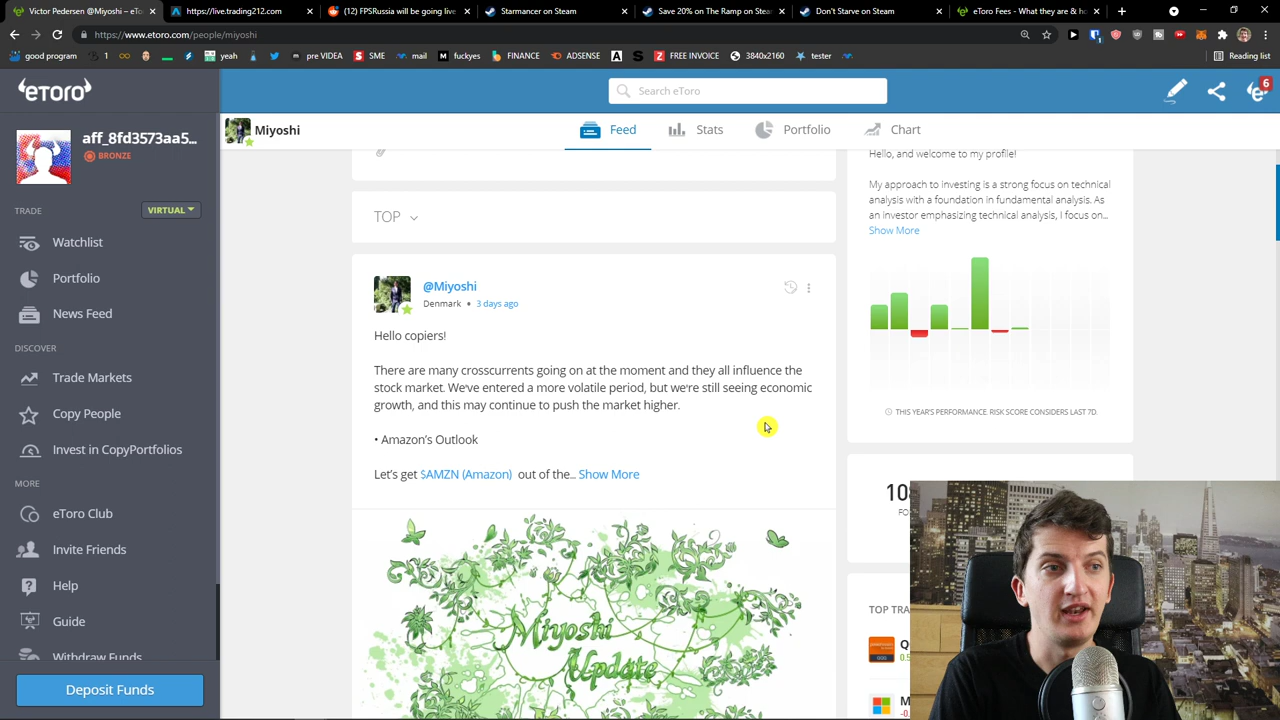 Victor Pedersen @Miyoshi – eTo
https://live.trading212.com
(12) FPSRussia will be going live
Starmancer on Steam
Save 20% on The Ramp on Stea
Don't Starve on Steam
eToro Fees - What they are & h
https://www.etoro.com/people/miyoshi
good program
1
yeah
pre VIDEA
SME
mail
fuckyes
FINANCE
ADSENSE
FREE INVOICE
3840x2160
tester
Reading list
eToro
Search eToro
6
Miyoshi
Feed
Stats
Portfolio
Chart
aff_8fd3573aa5...
BRONZE
TRADE
VIRTUAL
Watchlist
Portfolio
News Feed
DISCOVER
Trade Markets
Copy People
Invest in CopyPortfolios
MORE
eToro Club
Invite Friends
Help
Guide
Withdraw Funds
Deposit Funds
TOP
@Miyoshi
Denmark • 3 days ago
Hello copiers!
There are many crosscurrents going on at the moment and they all influence the
stock market. We've entered a more volatile period, but we're still seeing economic
growth, and this may continue to push the market higher.
• Amazon's Outlook
Let's get $AMZN (Amazon) out of the... Show More
Miyoshi
Update
Hello, and welcome to my profile!
My approach to investing is a strong focus on technical
analysis with a foundation in fundamental analysis. As
an investor emphasizing technical analysis, I focus on...
Show More
THIS YEAR'S PERFORMANCE. RISK SCORE CONSIDERS LAST 7D.
TOP TRA